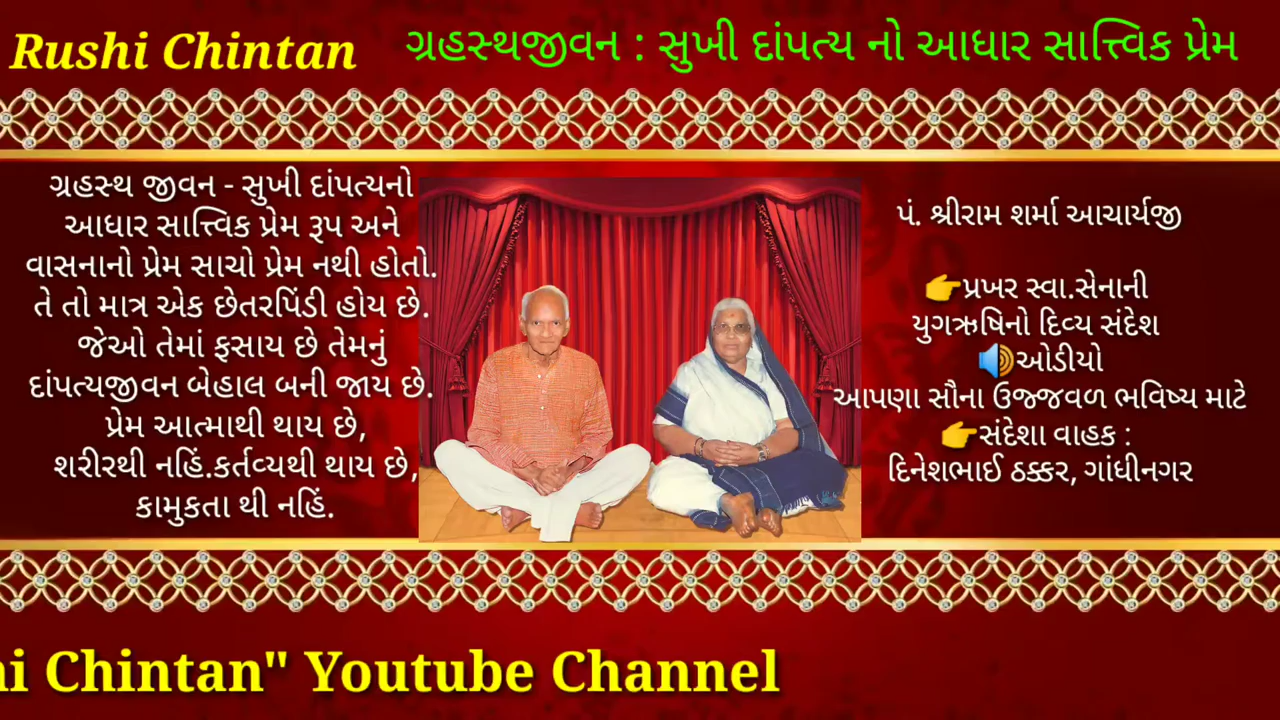 Rushi Chintan
ગ્રહસ્થજીવન : સુખી દાંપત્ય નો આધાર સાત્ત્વિક પ્રેમ
ગ્રહસ્થ જીવન - સુખી દાંપત્યનો
આધાર સાત્ત્વિક પ્રેમ રૂપ અને
વાસનાનો પ્રેમ સાચો પ્રેમ નથી હોતો.
તે તો માત્ર એક છેતરપિંડી હોય છે.
જેઓ તેમાં ફસાય છે તેમનું
દાંપત્યજીવન બેહાલ બની જાય છે.
પ્રેમ આત્માથી થાય છે,
શરીરથી નહિં.કર્તવ્યથી થાય છે,
કામુકતા થી નહિં.
પં. શ્રીરામ શર્મા આચાર્યજી
👉પ્રખર સ્વા.સેનાની
યુગઋષિનો દિવ્ય સંદેશ
🔊ઓડીયો
આપણા સૌના ઉજ્જવળ ભવિષ્ય માટે
👉સંદેશા વાહક :
દિનેશભાઈ ઠક્કર, ગાંધીનગર
hi Chintan" Youtube Channel